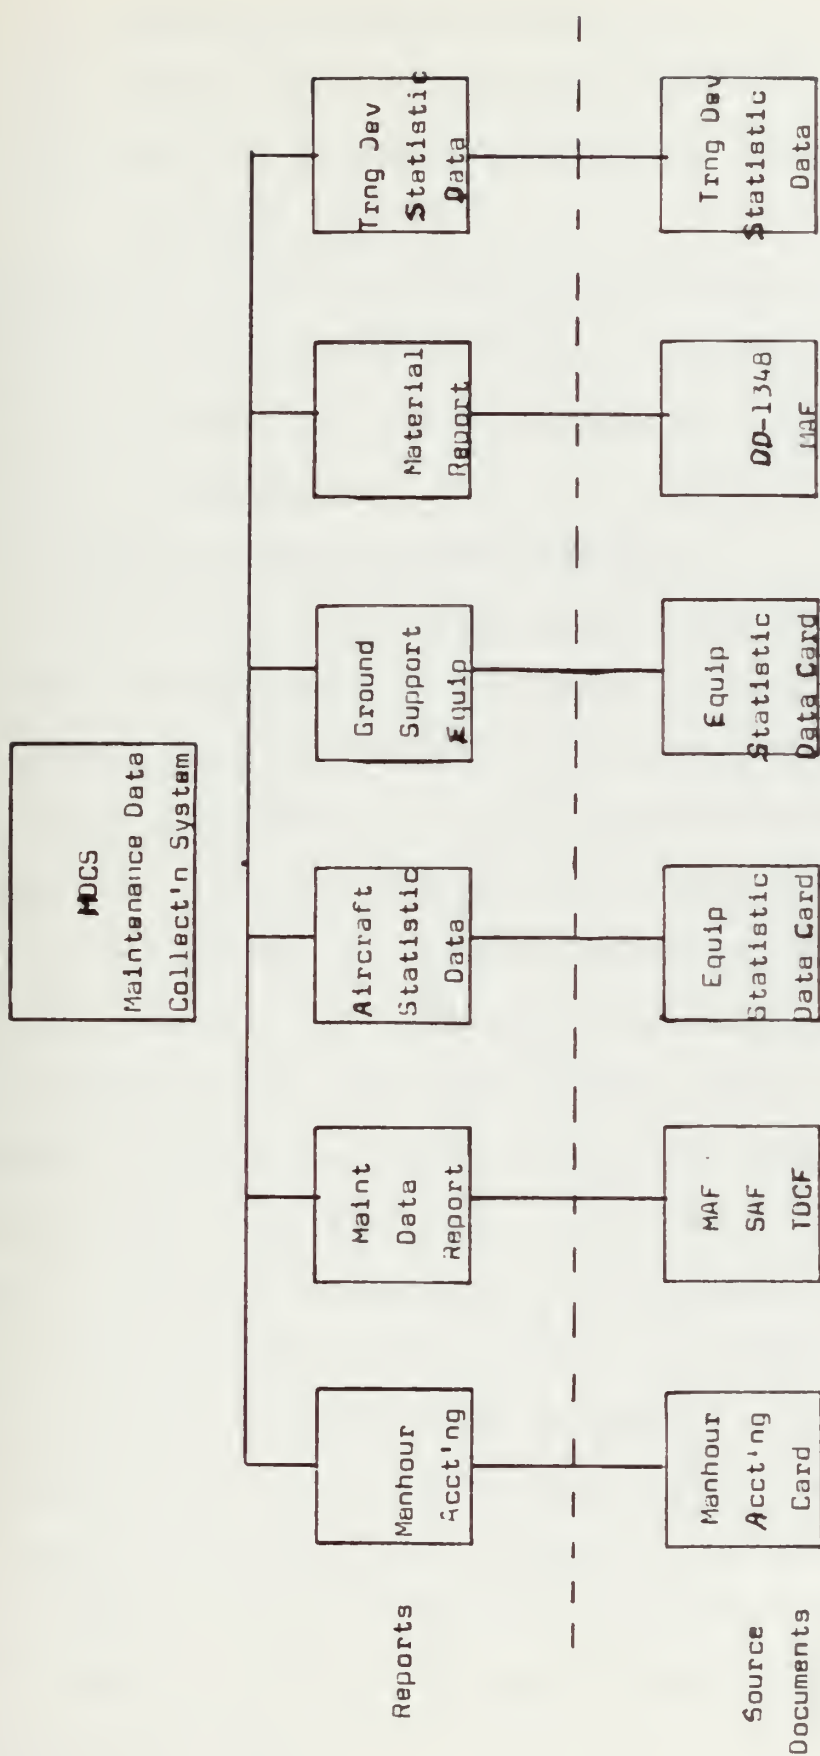 MDCS
Maintenance Data
Collect'n System
Reports
Manhour
Acct'ng
Maint
Data
Report
Aircraft
Statistic
Data
Ground
Support
Equip
Material
Report
Trng Dev
Statistic
Data
Source
Documents
Manhour
Acct'ng
Card
MAF
SAF
TDCF
Equip
Statistic
Data Card
Equip
Statistic
Data Card
DD-1348
MAF
Trng Dev
Statistic
Data